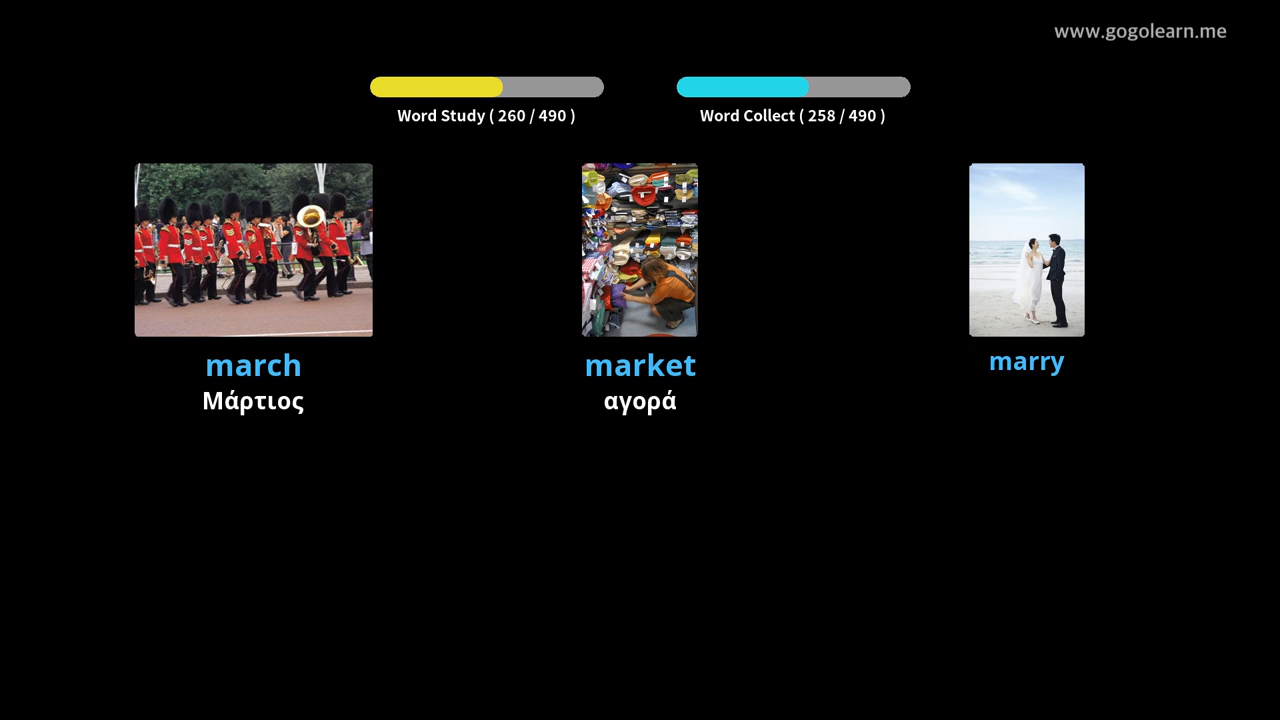 www.gogolearn.me
Word Study ( 260 / 490 )
Word Collect ( 258 / 490 )
march
Μάρτιος
market
αγορά
marry